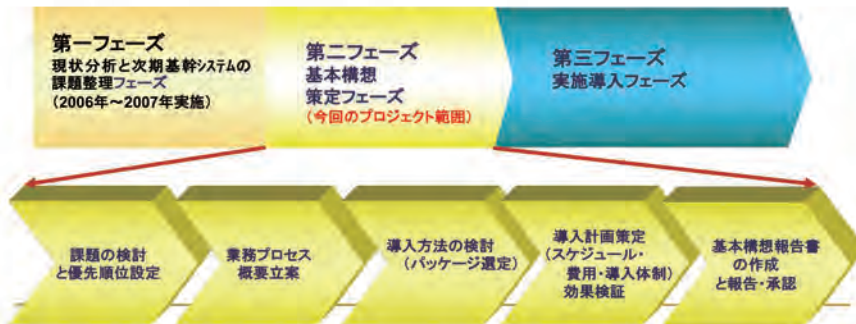 第一フェーズ
現状分析と次期基幹システムの
課題整理フェーズ
(2006年～2007年実施)
第二フェーズ
基本構想
策定フェーズ
(今回のプロジェクト範囲)
第三フェーズ
実施導入フェーズ
課題の検討
と優先順位設定
業務プロセス
概要立案
導入方法の検討
(パッケージ選定)
導入計画策定
(スケジュール・
費用・導入体制)
効果検証
基本構想報告書
の作成
と報告・承認